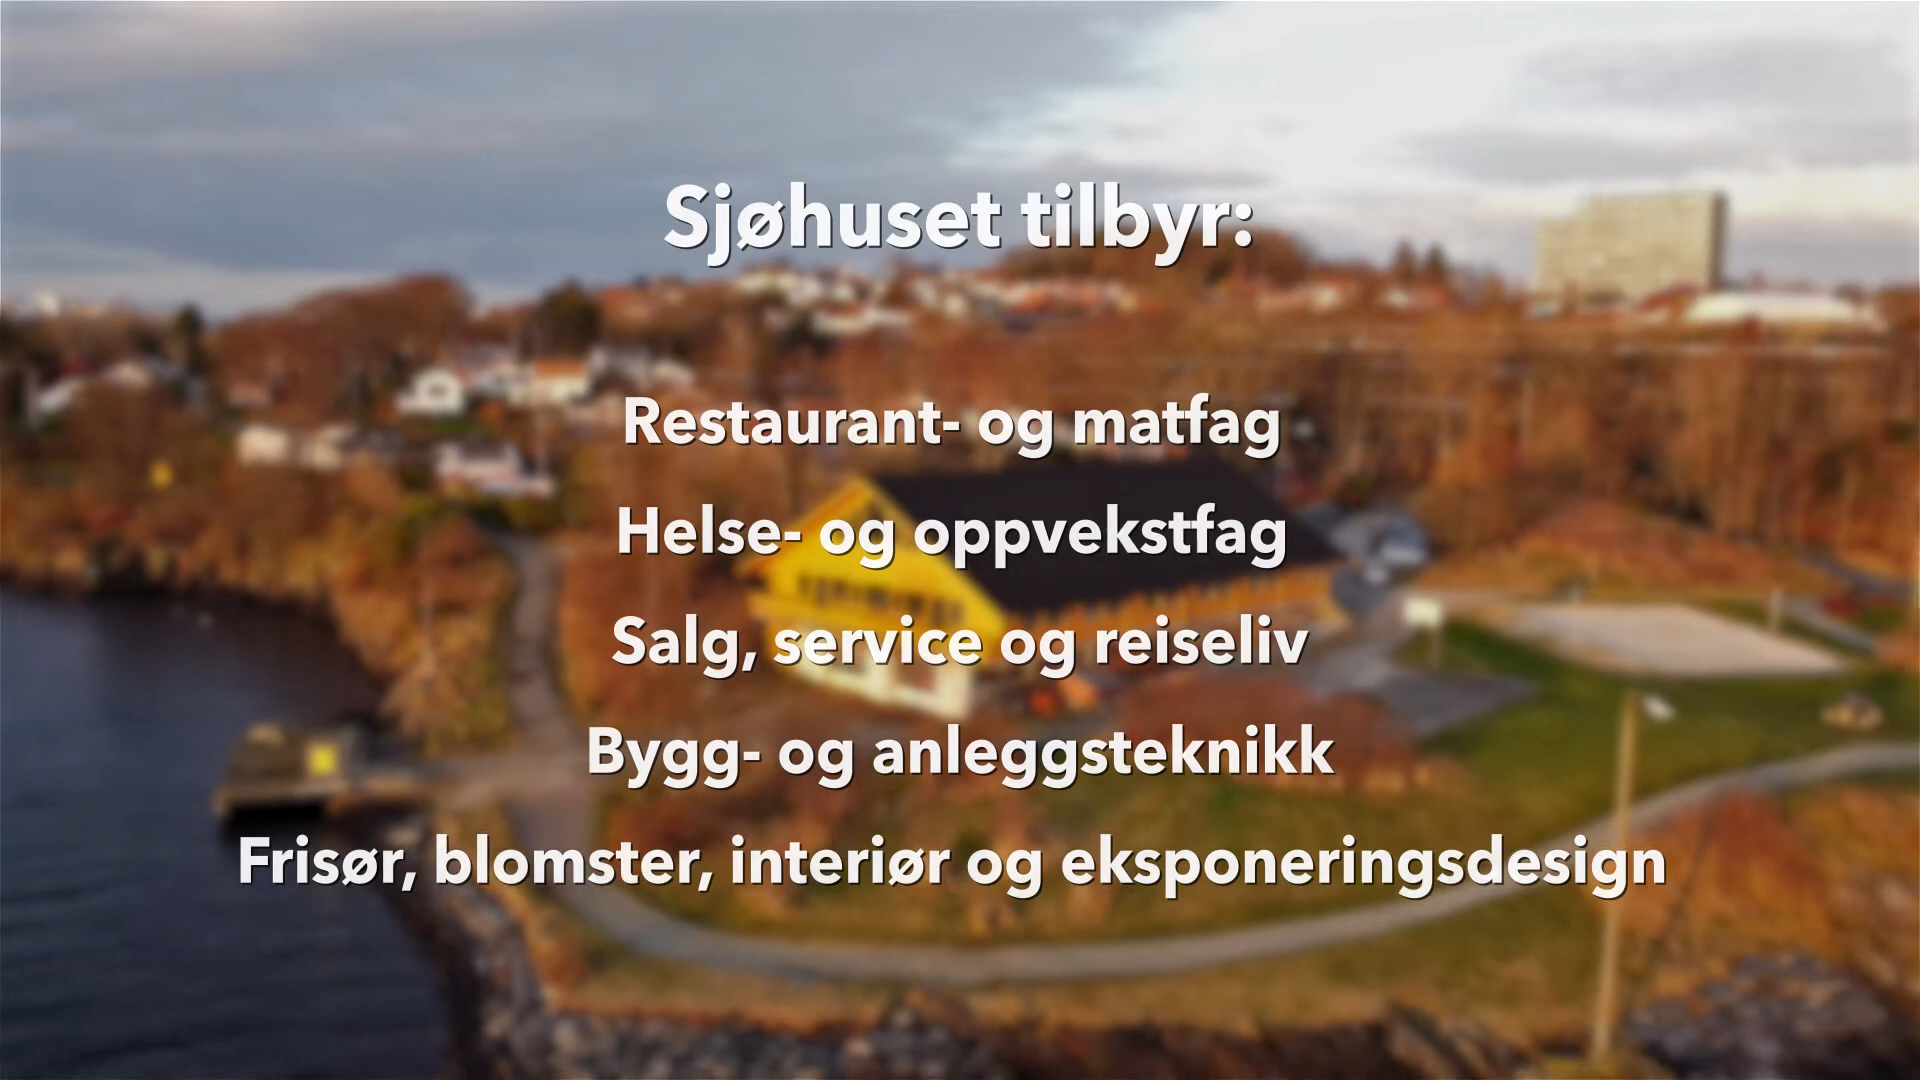 Sjøhuset tilbyr:
Restaurant- og matfag
Helse- og oppvekstfag
Salg, service og reiseliv
Bygg- og anleggsteknikk
Frisør, blomster, interiør og eksponeringsdesign